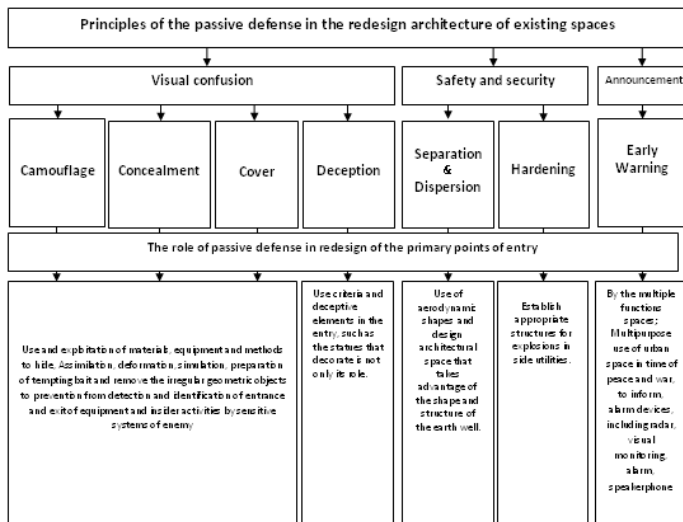 Principles of the passive defense in the redesign architecture of existing spaces
Visual confusion
Safety and security
Announcement
Camouflage
Concealment
Cover
Deception
Separation
&
Dispersion
Hardening
Early
Warning
The role of passive defense in redesign of the primary points of entry
Use and exploitation of materials, equipment and methods
to hide. Assimilation, deformation, simulation, preparation
of tempting bait and remove the irregular geometric objects
to prevention from detection and identification of entrance
and exit of equipment and insider activities by sensitive
systems of enemy
Use criteria and
deceptive
elements in the
entry, such as
the statues that
decorate is not
only its role.
Use of
aerodynamic
shapes and
design
architectural
space that
takes
advantage of
the shape and
structure of
the earth well.
Establish
appropriate
structures for
explosions in
side utilities.
By the multiple
functions
spaces;
Multipurpose
use of urban
space in time of
peace and war,
to inform,
alarm devices,
including radar,
visual
monitoring,
alarm,
speakerphone